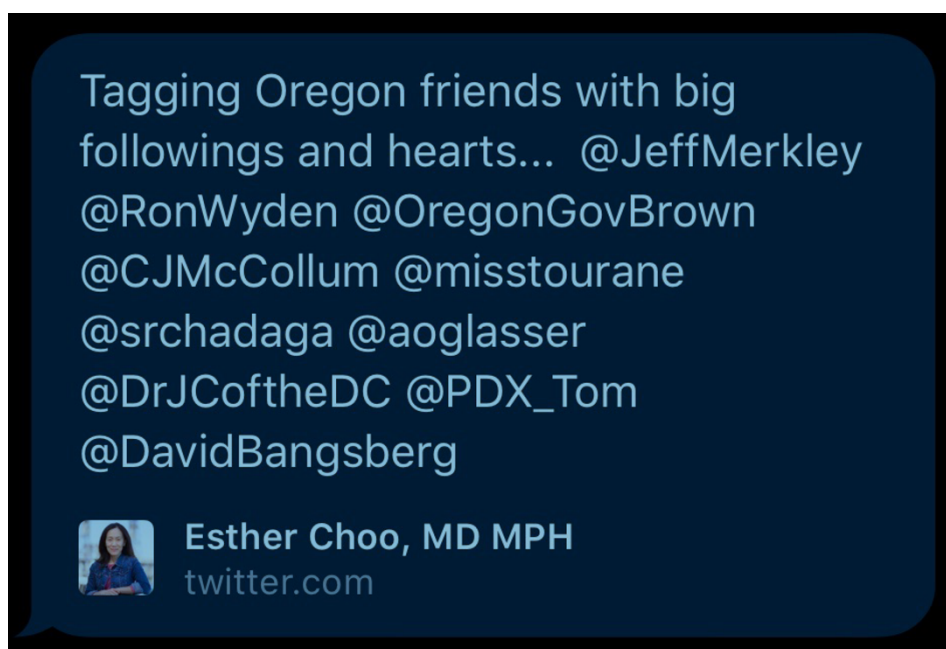 Tagging Oregon friends with big
followings and hearts... @JeffMerkley
@RonWyden @OregonGovBrown
@CJMcCollum @misstourane
@srchadaga @aoglasser
@DrJCoftheDC @PDX_Tom
@DavidBangsberg
Esther Choo, MD MPH
twitter.com